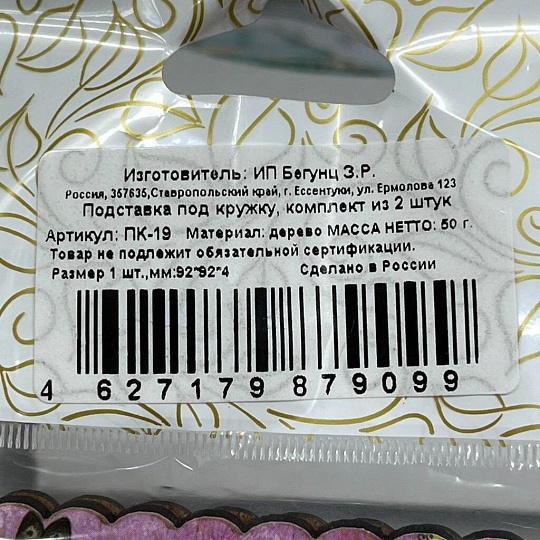 Изготовитель: ИП Бегунц З.Р.
Россия, 357635,Ставропольский край, г. Ессентуки, ул. Ермолова 123
Подставка под кружку, комплект из 2 штук
Артикул: ПК-19 Материал: дерево МАССА НЕТТО: 50 г.
Товар не подлежит обязательной сертификации.
Размер 1 шт.,мм:92*92*4 Сделано в России
4 627179 879099